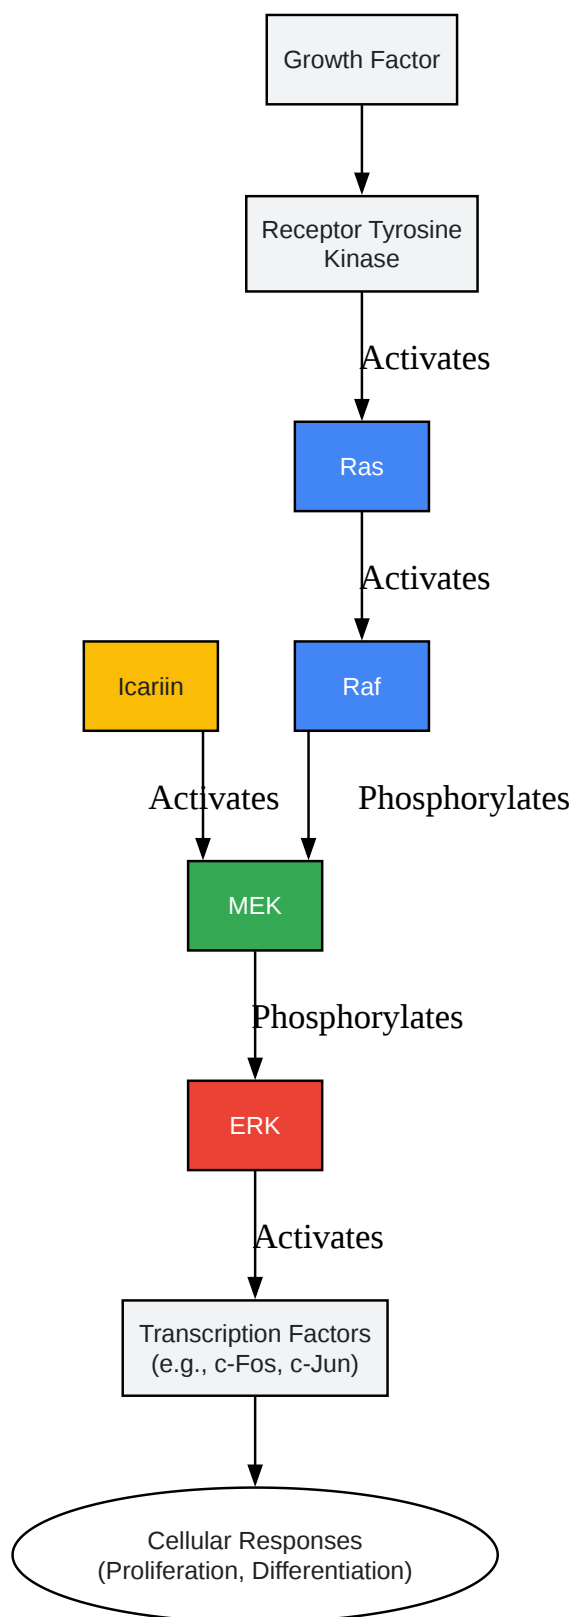 Growth Factor
Receptor Tyrosine
Kinase
Activates
Ras
Activates
Icariin
Raf
Activates
Phosphorylates
MEK
Phosphorylates
ERK
Activates
Transcription Factors
(e.g., c-Fos, c-Jun)
Cellular Responses
(Proliferation, Differentiation)